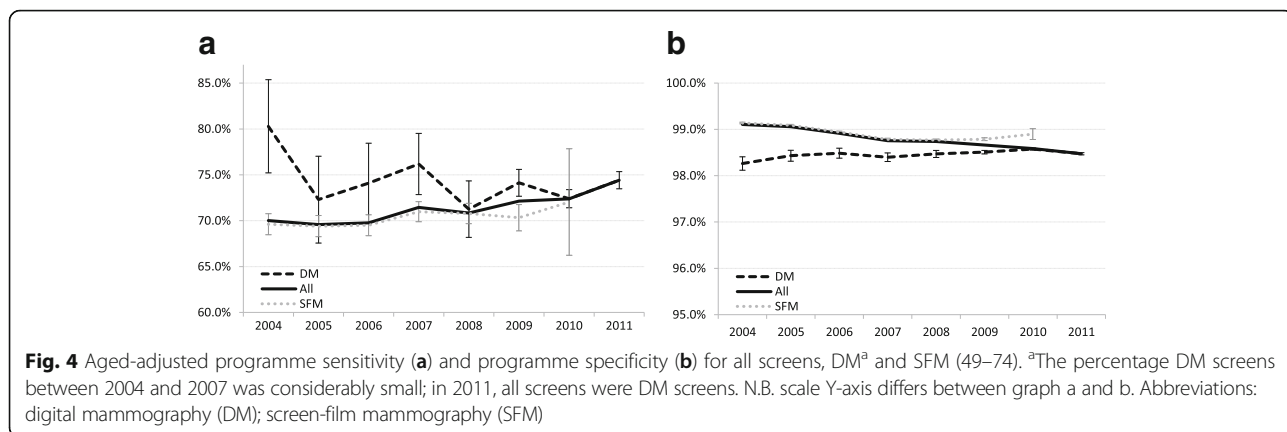 a
85.0%
80.0%
75.0%
70.0%
65.0%
60.0%
DM
All
SFM
2004 2005 2006 2007 2008 2009 2010 2011
b
100.0%
99.0%
98.0%
97.0%
96.0%
95.0%
DM
All
SFM
2004 2005 2006 2007 2008 2009 2010 2011
Fig. 4 Aged-adjusted programme sensitivity (a) and programme specificity (b) for all screens, DMᵃ and SFM (49–74). ᵃThe percentage DM screens
between 2004 and 2007 was considerably small; in 2011, all screens were DM screens. N.B. scale Y-axis differs between graph a and b. Abbreviations:
digital mammography (DM); screen-film mammography (SFM)